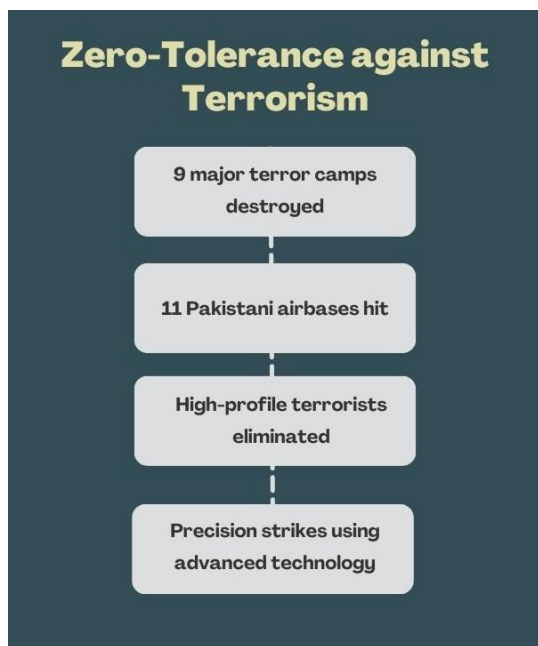 Zero-Tolerance against
Terrorism
9 major terror camps
destroyed
11 Pakistani airbases hit
High-profile terrorists
eliminated
Precision strikes using
advanced technology